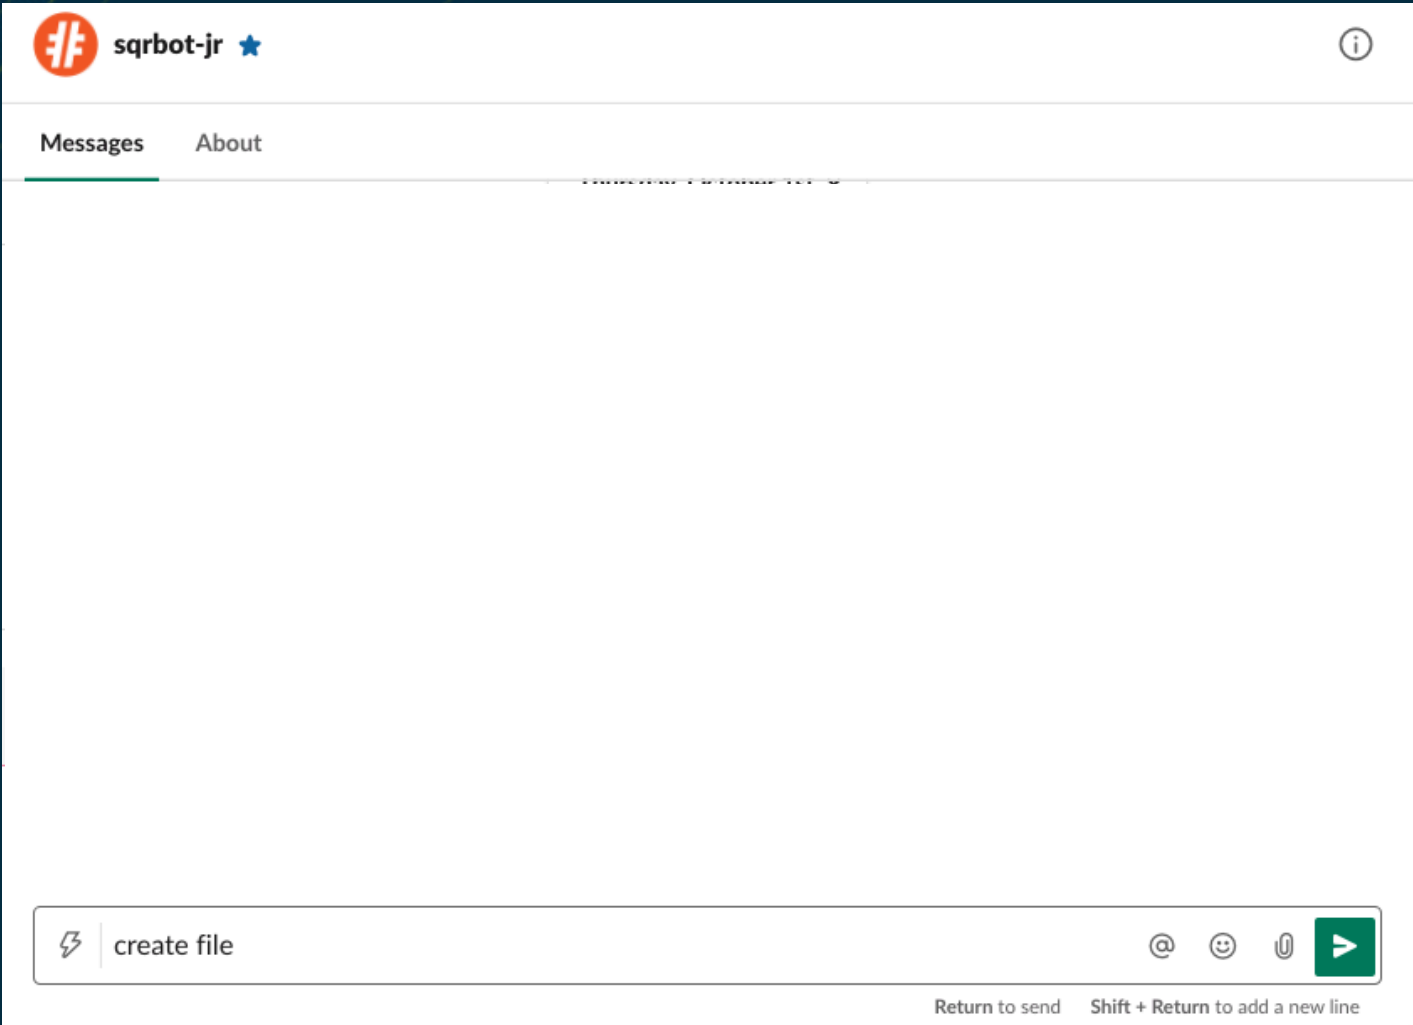 sqrbot-jr
Messages About
create file
Return to send Shift + Return to add a new line